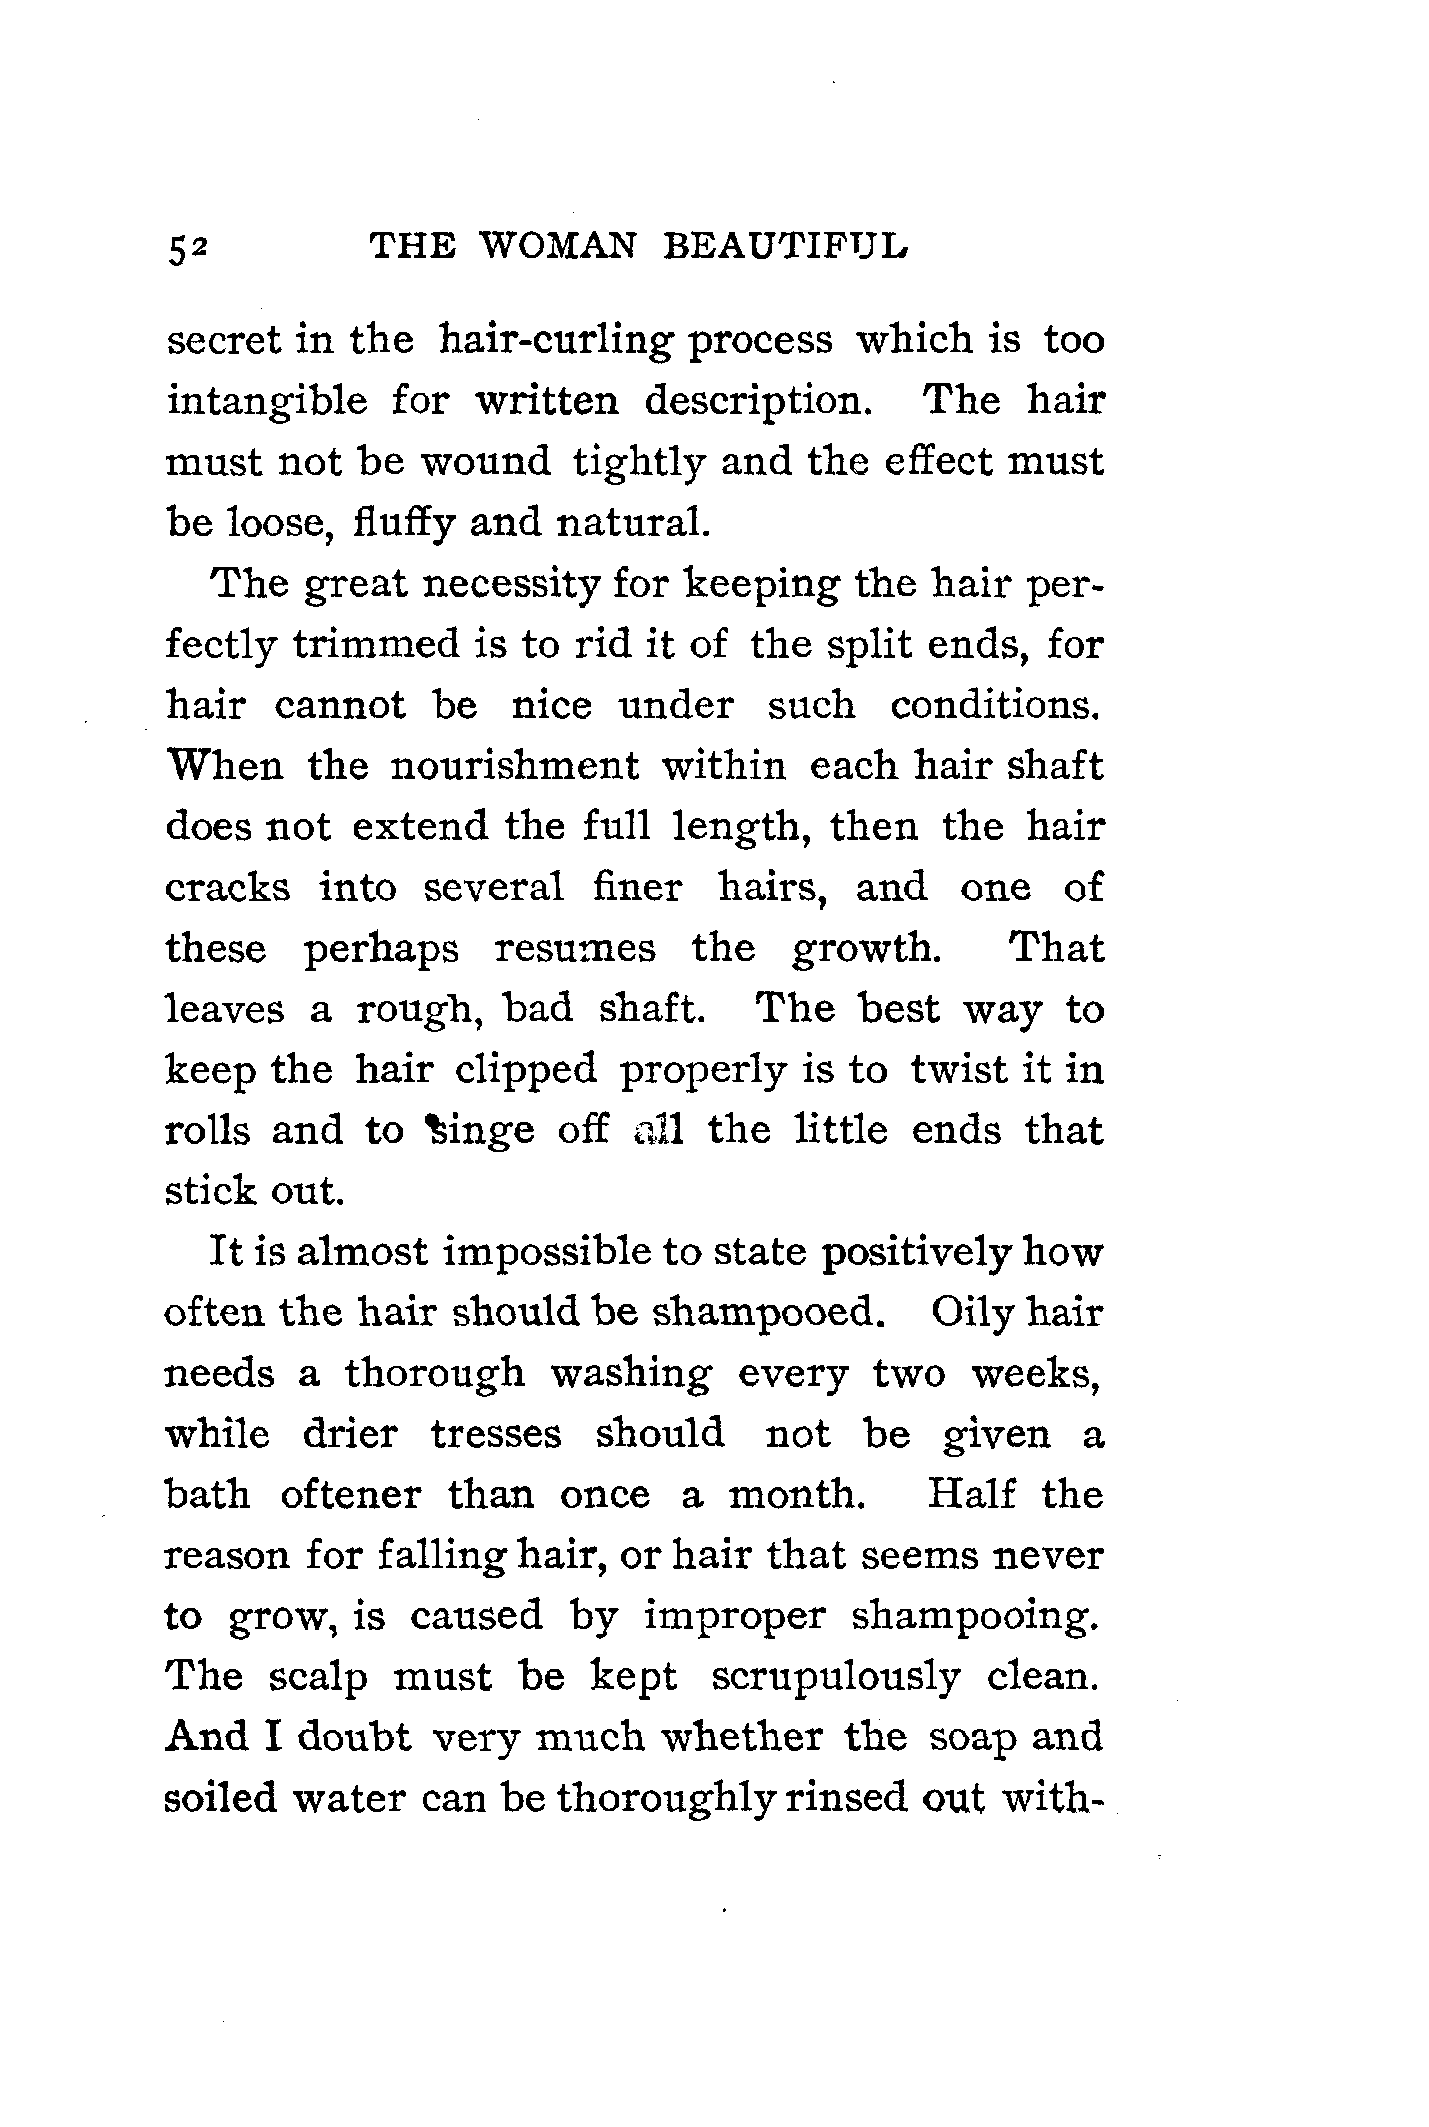 52 THE WOMAN BEAUTIFUL
secret in the hair-curling process which is too
intangible for written description. The hair
must not be wound tightly and the effect must
be loose, fluffy and natural.
The great necessity for keeping the hair per-
fectly trimmed is to rid it of the split ends, for
hair cannot be nice under such conditions.
When the nourishment within each hair shaft
does not extend the full length, then the hair
cracks into several finer hairs, and one of
these perhaps resumes the growth. That
leaves a rough, bad shaft. The best way to
keep the hair clipped properly is to twist it in
rolls and to singe off all the little ends that
stick out.
It is almost impossible to state positively how
often the hair should be shampooed. Oily hair
needs a thorough washing every two weeks,
while drier tresses should not be given a
bath oftener than once a month. Half the
reason for falling hair, or hair that seems never
to grow, is caused by improper shampooing.
The scalp must be kept scrupulously clean.
And I doubt very much whether the soap and
soiled water can be thoroughly rinsed out with-